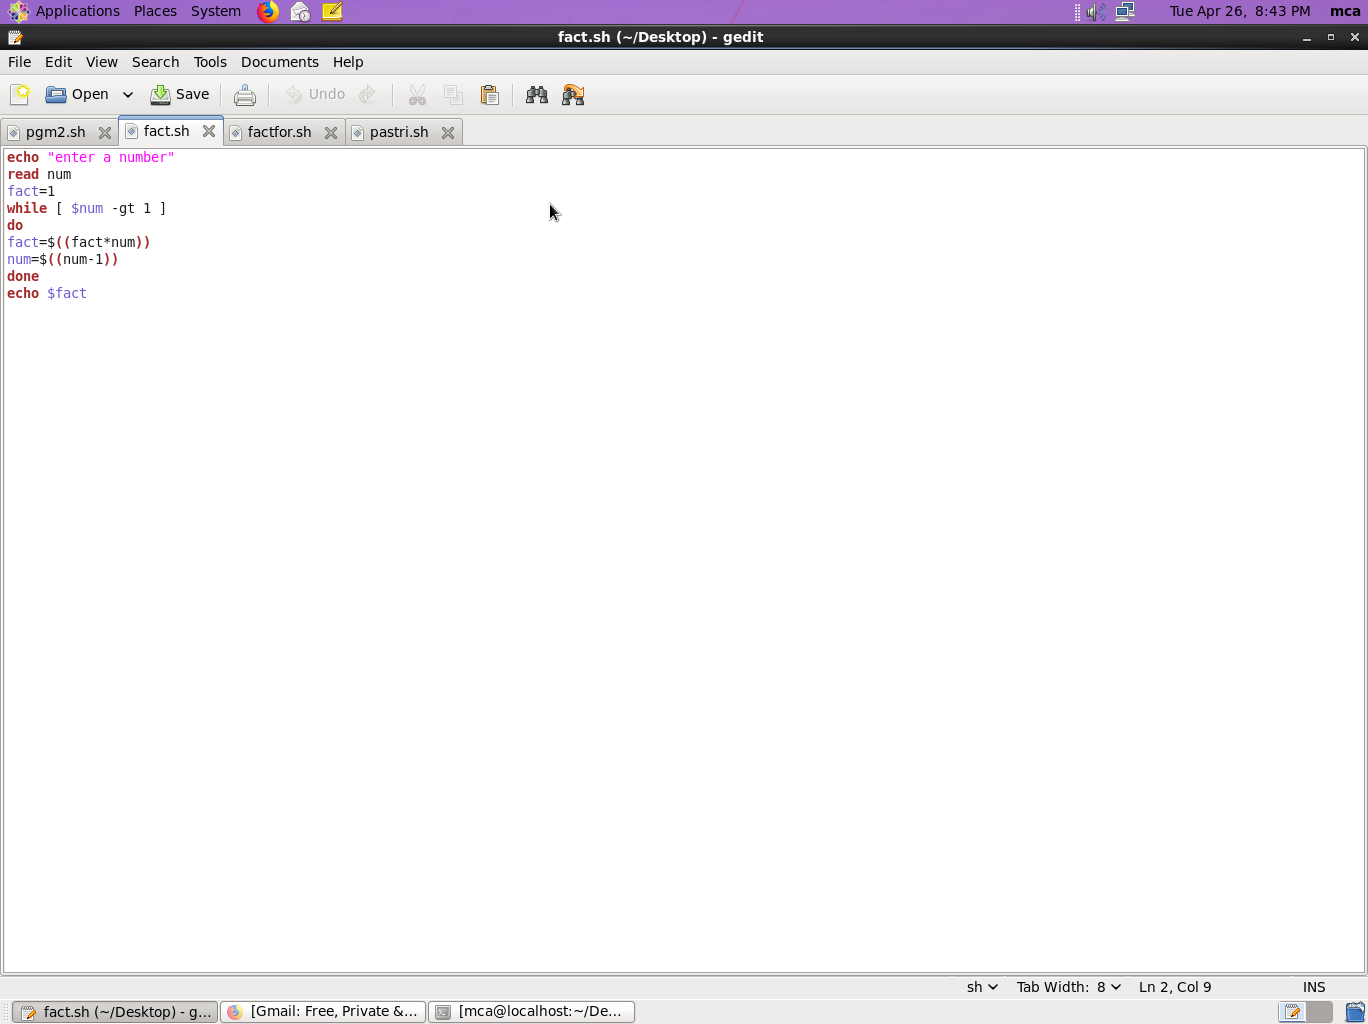 Applications Places System Tue Apr 26, 8:43 PM mca
fact.sh (~/Desktop) - gedit
File Edit View Search Tools Documents Help
Open Save Undo
pgm2.sh fact.sh factfor.sh pastri.sh
echo "enter a number"
read num
fact=1
while [ $num -gt 1 ]
do
fact=$((fact*num))
num=$((num-1))
done
echo $fact
sh Tab Width: 8 Ln 2, Col 9 INS
fact.sh (~/Desktop) - g... [Gmail: Free, Private &... [mca@localhost:~/De...